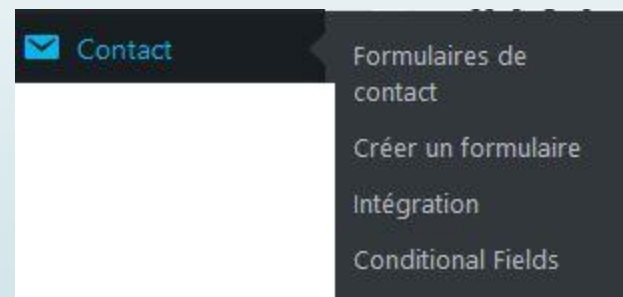 Contact
Formulaires de
contact
Créer un formulaire
Intégration
Conditional Fields